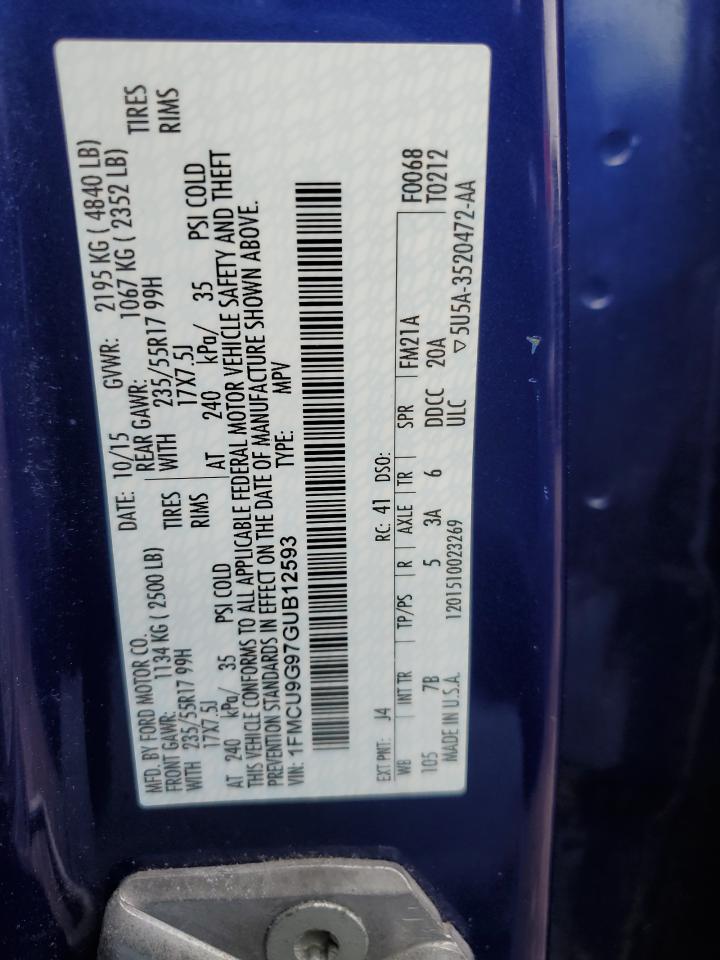 MFD. BY FORD MOTOR CO. DATE: 10/15 GVWR: 2195 KG ( 4840 LB)
FRONT GAWR: 1134 KG ( 2500 LB) REAR GAWR: 1067 KG ( 2352 LB)
WITH 235/55R17 99H TIRES WITH 235/55R17 99H TIRES
17X7.5J RIMS 17X7.5J RIMS
AT 240 kPa/ 35 PSI COLD AT 240 kPa/ 35 PSI COLD
THIS VEHICLE CONFORMS TO ALL APPLICABLE FEDERAL MOTOR VEHICLE SAFETY AND THEFT
PREVENTION STANDARDS IN EFFECT ON THE DATE OF MANUFACTURE SHOWN ABOVE.
VIN: 1FMCU9G97GUB12593 TYPE: MPV
EXT PNT: J4 RC: 41 DSO: FM21A F0068
WB INT TR TP/PS R AXLE TR SPR 20A T0212
105 7B 5 3A 6 DDCC
MADE IN U.S.A. 1201510023269 ULC ▽5U5A-3520472-AA